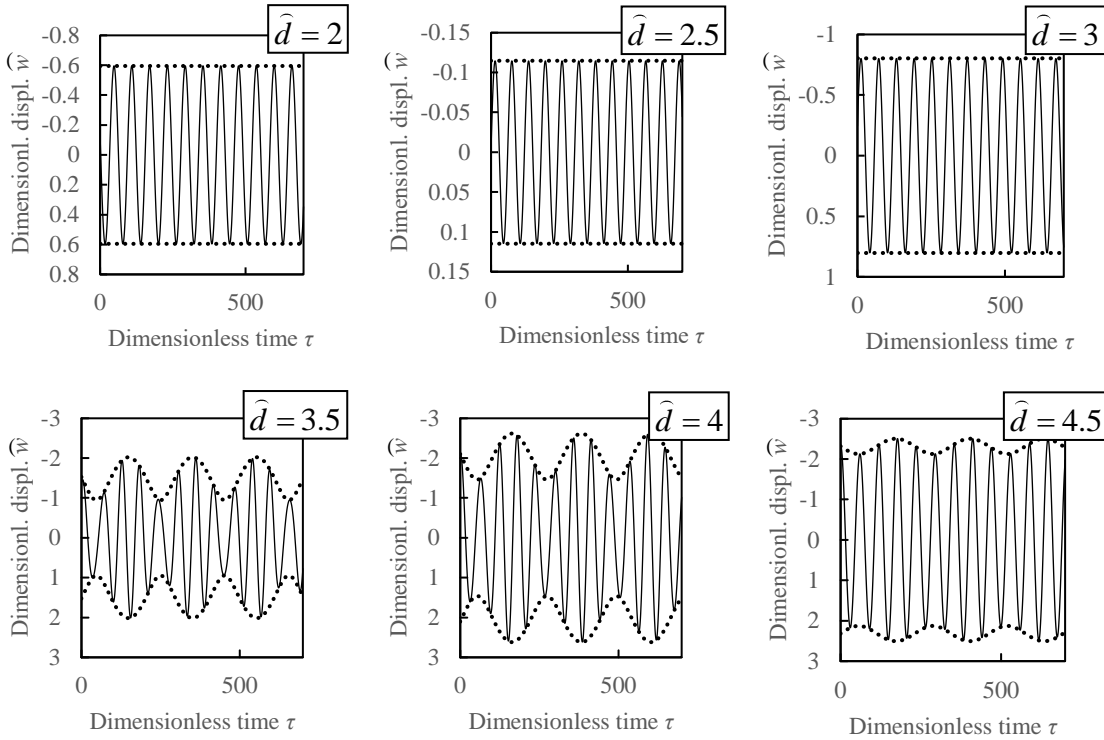 d̂ = 2
-0.8
-0.6
-0.4
-0.2
0
0.2
0.4
0.6
0.8
0 500
Dimensionl. displ. ŵ
Dimensionless time τ
d̂ = 2.5
-0.15
-0.1
-0.05
0
0.05
0.1
0.15
0 500
Dimensionl. displ. ŵ
Dimensionless time τ
d̂ = 3
-1
-0.5
0
0.5
1
0 500
Dimensionl. displ. ŵ
Dimensionless time τ
d̂ = 3.5
-3
-2
-1
0
1
2
3
0 500
Dimensionl. displ. ŵ
Dimensionless time τ
d̂ = 4
-3
-2
-1
0
1
2
3
0 500
Dimensionl. displ. ŵ
Dimensionless time τ
d̂ = 4.5
-3
-2
-1
0
1
2
3
0 500
Dimensionl. displ. ŵ
Dimensionless time τ